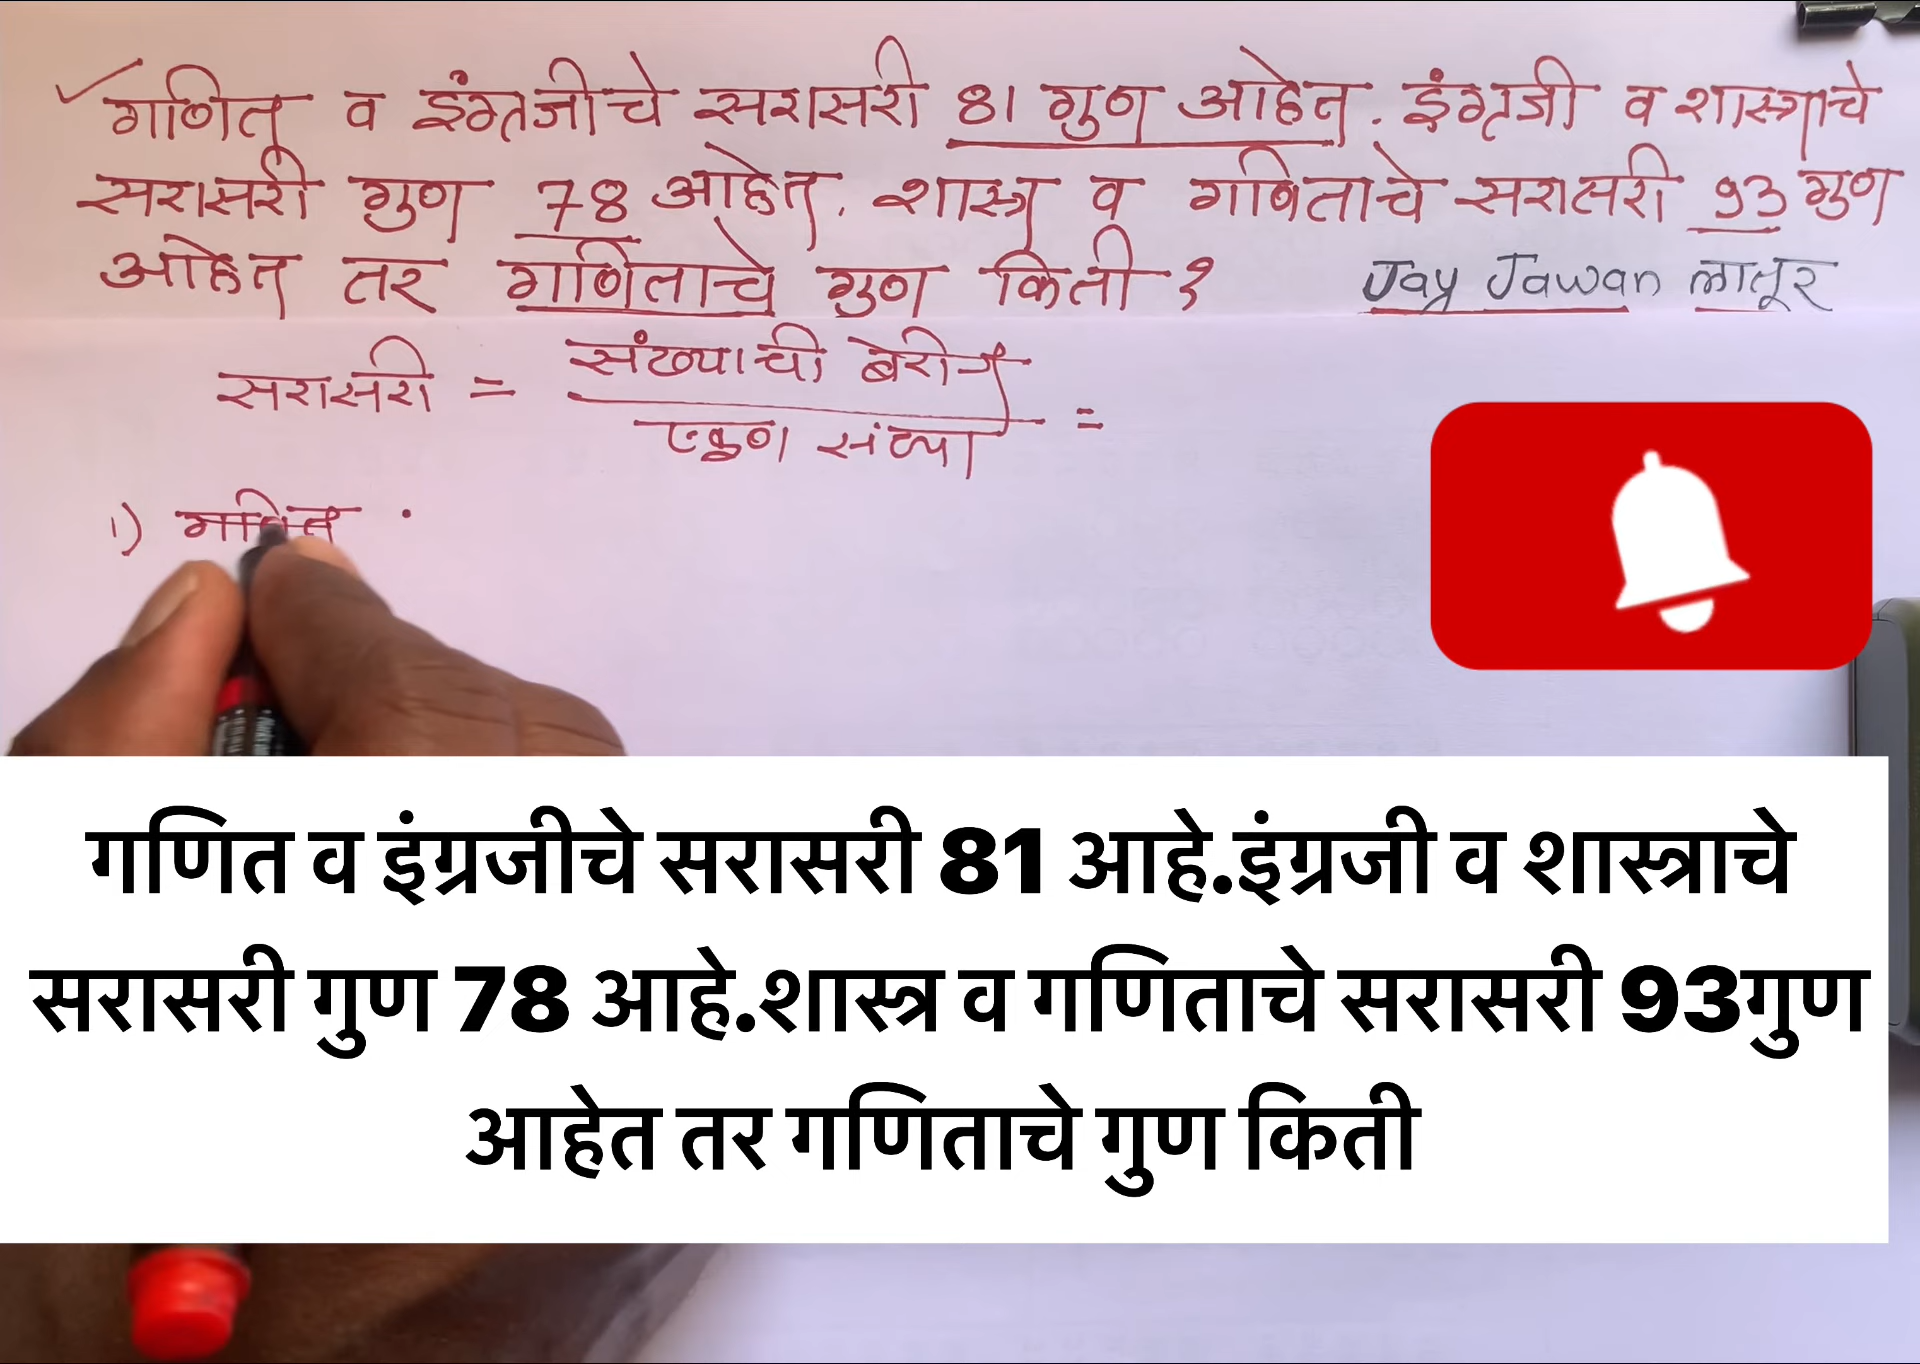 गणित व इंग्रजीचे सरासरी 81 गुण आहेत. इंग्रजी व शास्त्राचे
सरासरी गुण 78 आहेत. शास्त्र व गणिताचे सरासरी 93 गुण
आहेत तर गणिताचे गुण किती ?
Jay Jawan लातूर
सरासरी = संख्याची बेरीज =
एकुण संख्या
1) गणित
गणित व इंग्रजीचे सरासरी 81 आहे.इंग्रजी व शास्त्राचे
सरासरी गुण 78 आहे.शास्त्र व गणिताचे सरासरी 93गुण
आहेत तर गणिताचे गुण किती